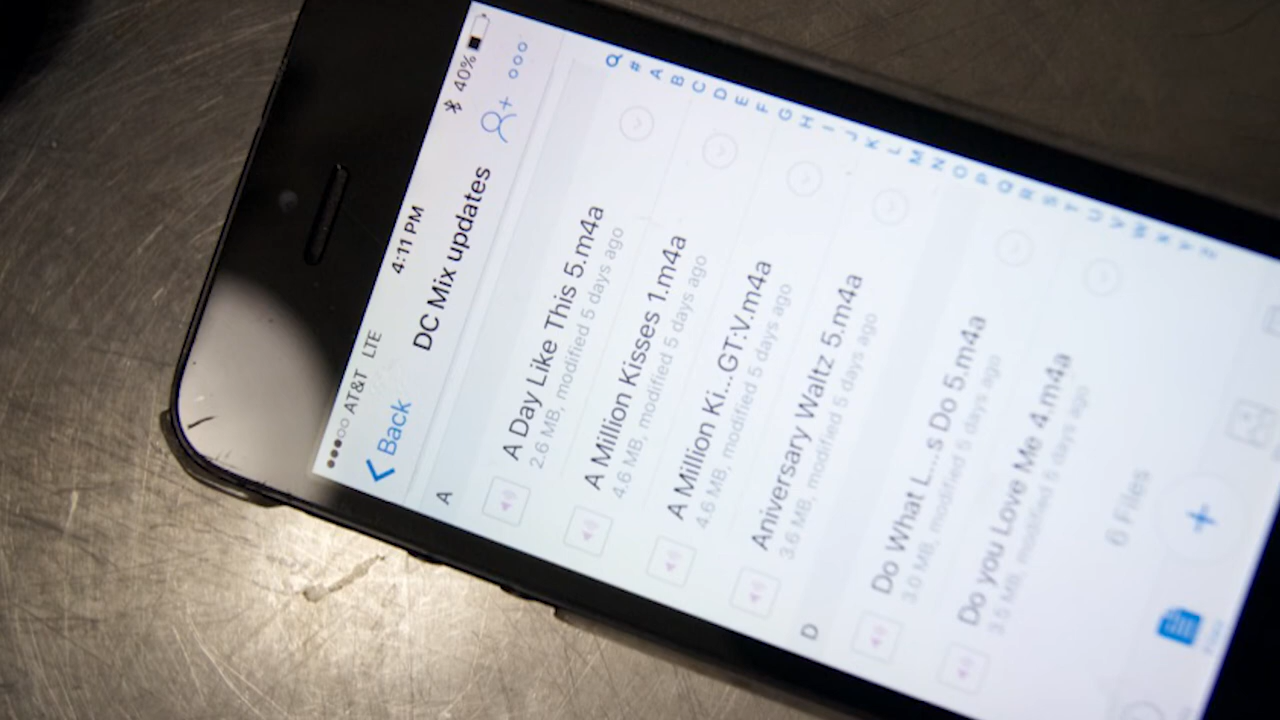 AT&T LTE 4:11 PM 40%
Back DC Mix updates
A
A Day Like This 5.m4a
2.6 MB, modified 5 days ago
A Million Kisses 1.m4a
4.6 MB, modified 5 days ago
A Million Ki...GT:V.m4a
4.6 MB, modified 5 days ago
Aniversary Waltz 5.m4a
3.6 MB, modified 5 days ago
D
Do What L...s Do 5.m4a
3.0 MB, modified 5 days ago
Do you Love Me 4.m4a
3.5 MB, modified 5 days ago
6 Files
#
A
B
C
D
E
F
G
H
I
J
K
L
M
N
O
P
Q
R
S
T
U
V
W
X
Y
Z